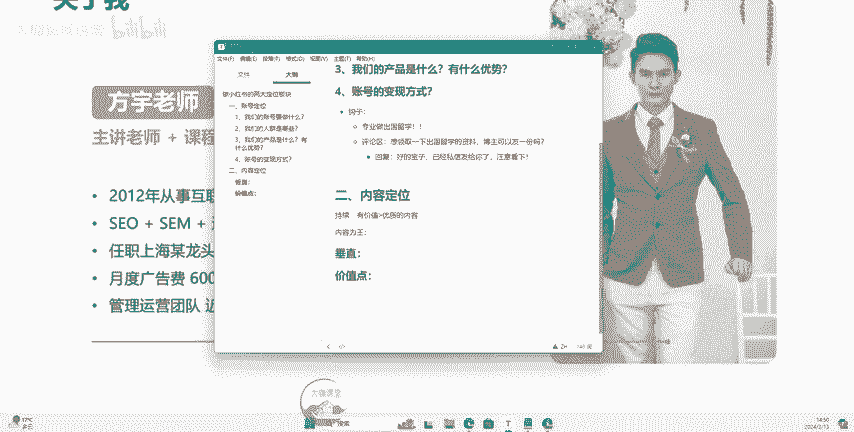 关于我
bilibili
方宇老师
主讲老师 + 课程
2012年从事互联
SEO + SEM +
任职上海某龙头
月度广告费 600
管理运营团队 近
文件(F) 编辑(E) 段落(P) 格式(O) 视图(V) 主题(T) 帮助(H)
文件 大纲
做小红书的两大定位板块
一、账号定位
1、我们的账号要做什么?
2、我们的人群是哪些?
3、我们的产品是什么?有什么优势?
4、账号的变现方式?
二、内容定位
垂直:
价值点:
3、我们的产品是什么?有什么优势?
4、账号的变现方式?
钩子:
专业做出国留学!!
评论区:想领取一下出国留学的资料,博主可以发一份吗?
回复:好的宝子,已经私信发给你了,注意看下!
二、内容定位
持续 有价值>优质的内容
内容为王:
垂直:
价值点:
大微课堂
搜索
17°C
14:50
2024/2/13